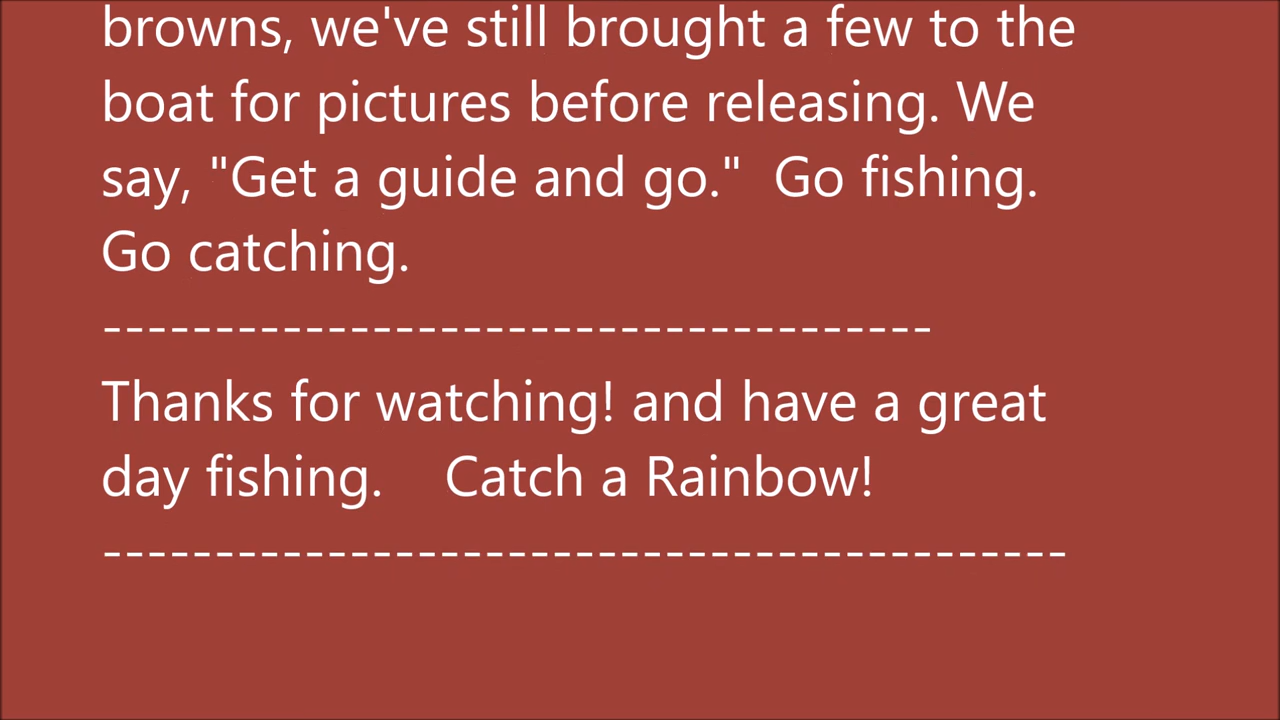 browns, we've still brought a few to the
boat for pictures before releasing. We
say, "Get a guide and go."  Go fishing.
Go catching.
-------------------------------------
Thanks for watching! and have a great
day fishing.    Catch a Rainbow!
-------------------------------------------